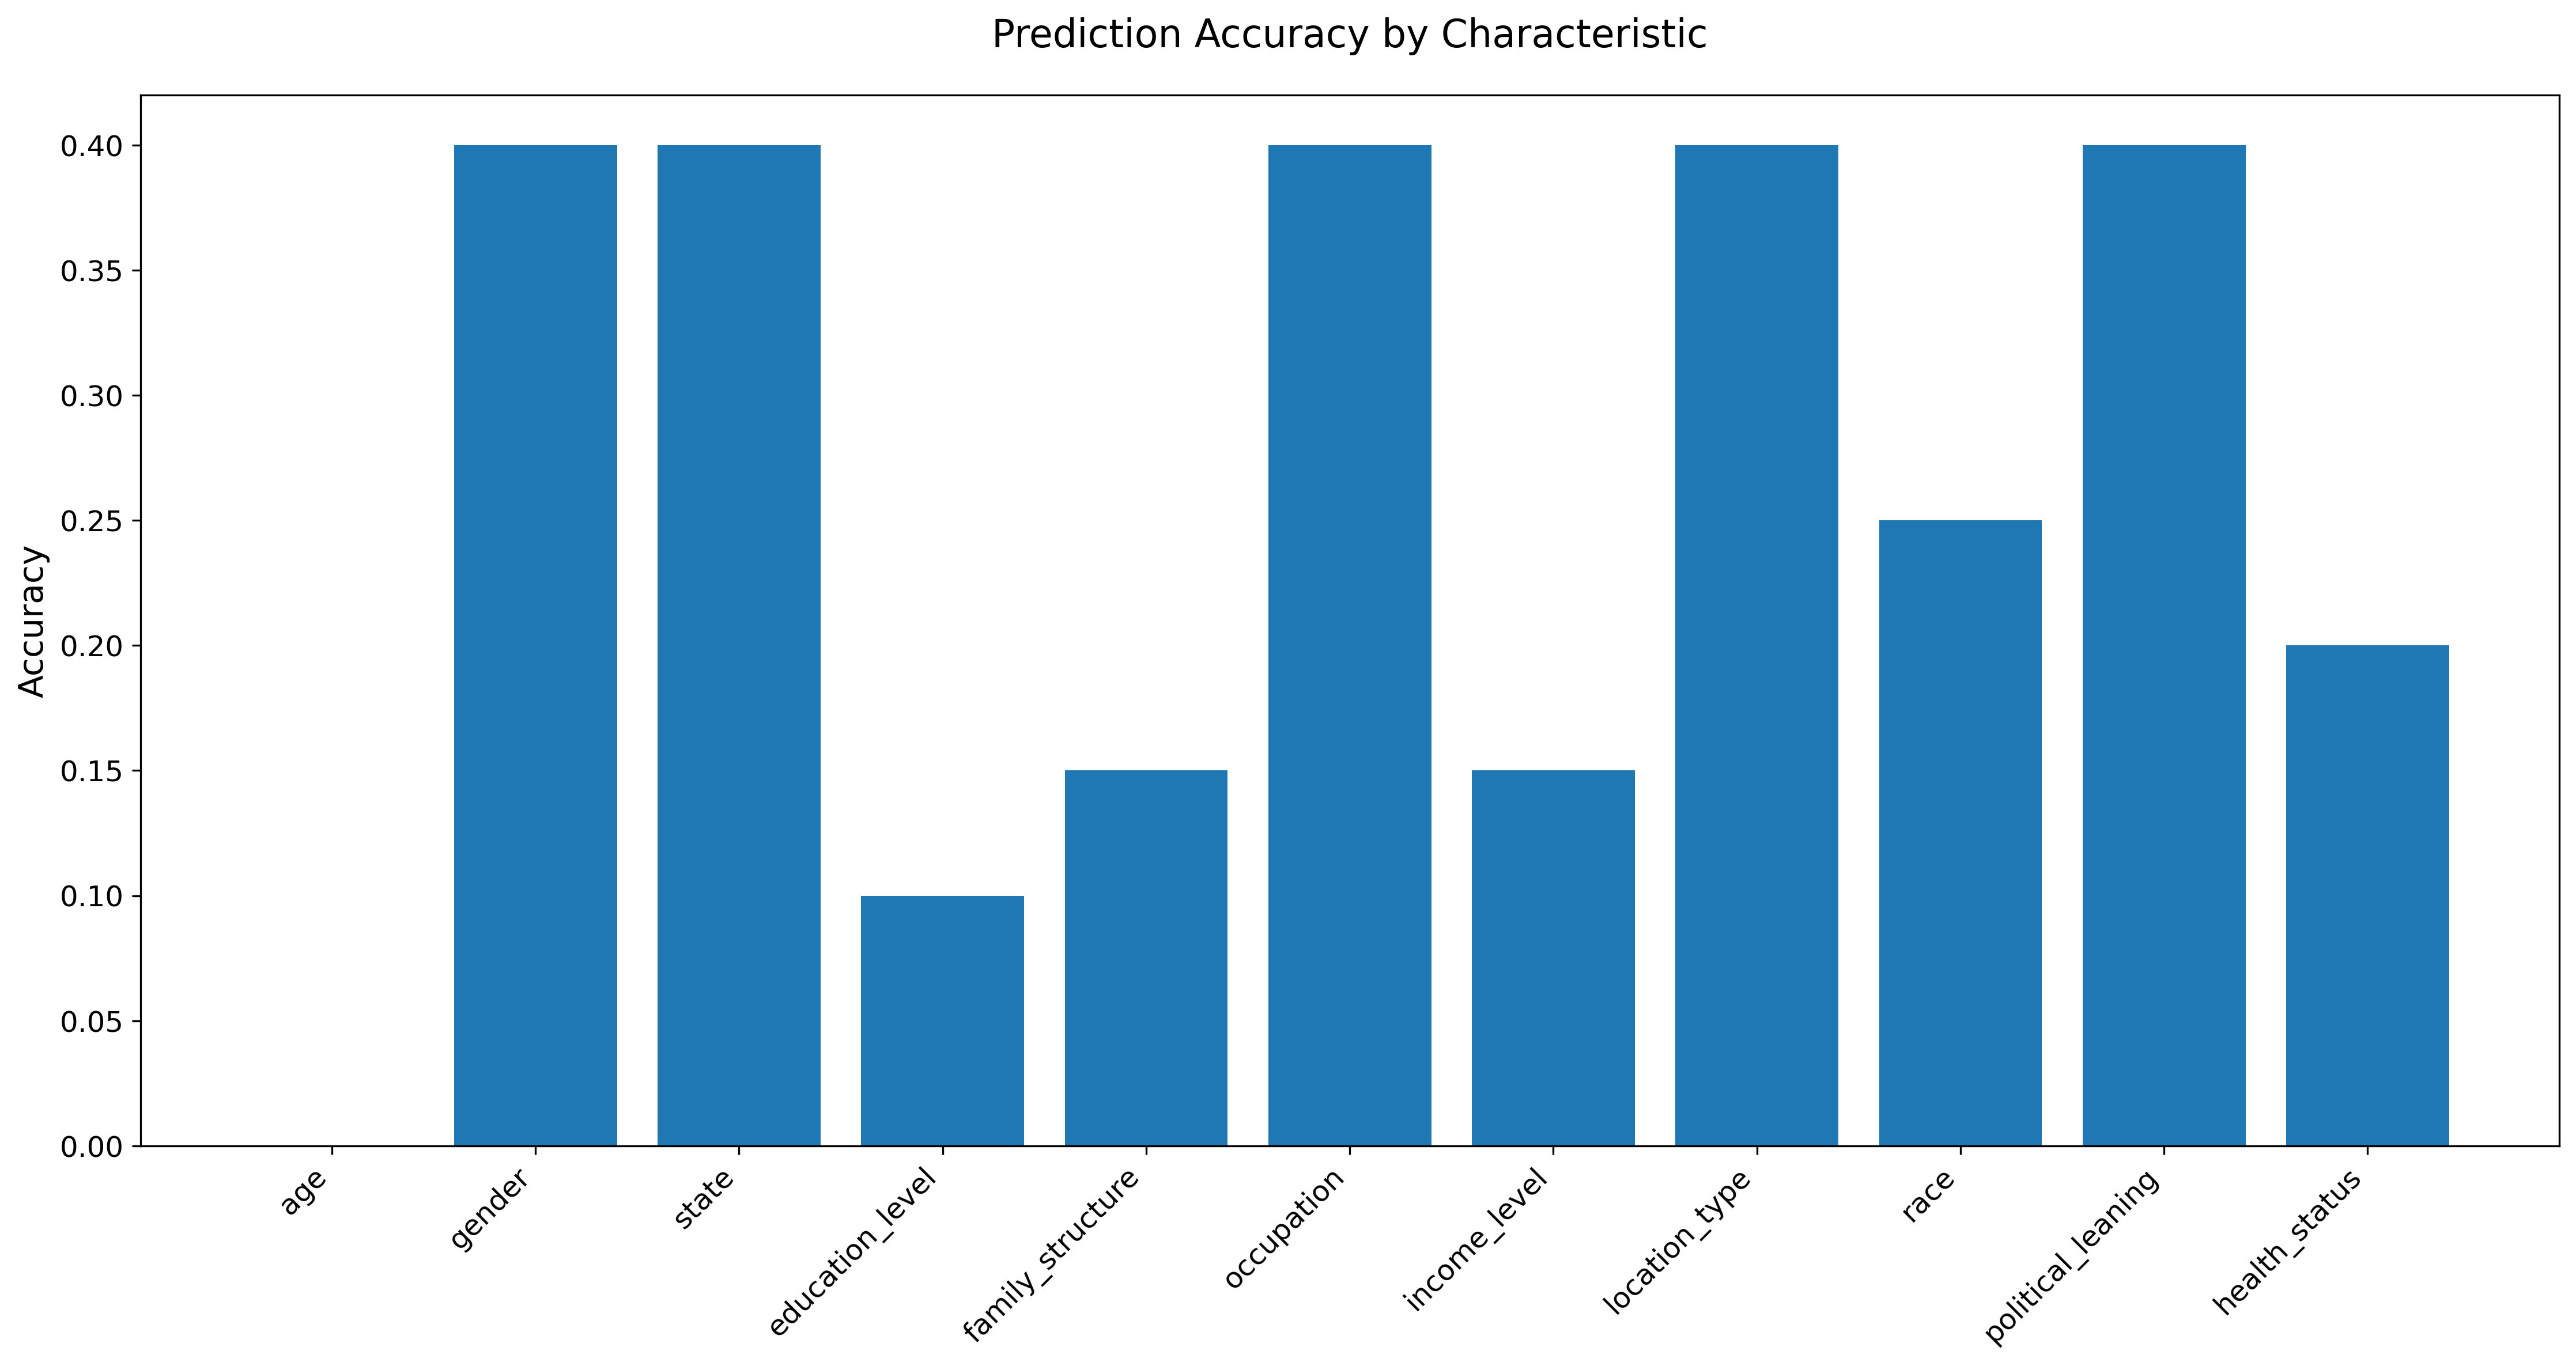 Prediction Accuracy by Characteristic
Accuracy
0.40
0.35
0.30
0.25
0.20
0.15
0.10
0.05
0.00
age
gender
state
education_level
family_structure
occupation
income_level
location_type
race
political_leaning
health_status